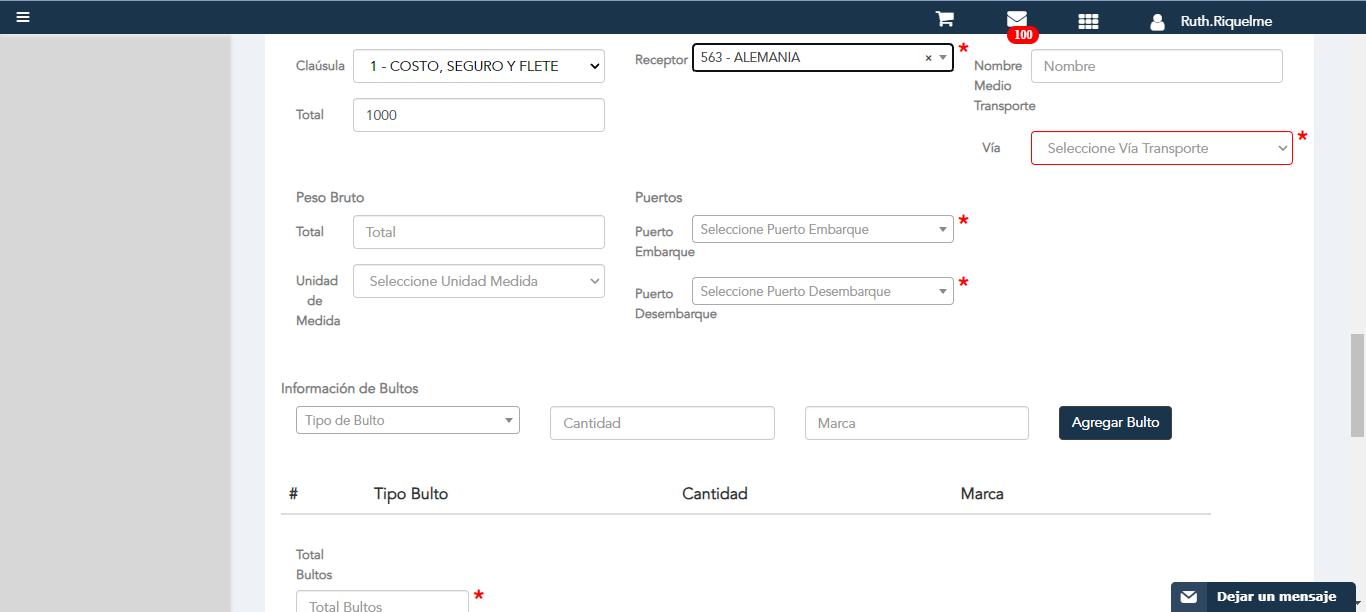 100
Ruth.Riquelme
Claúsula
1 - COSTO, SEGURO Y FLETE
Total
1000
Receptor
563 - ALEMANIA
×
*
Nombre
Medio
Transporte
Nombre
Vía
Seleccione Vía Transporte
*
Peso Bruto
Total
Total
Unidad
de
Medida
Seleccione Unidad Medida
Puertos
Puerto
Embarque
Seleccione Puerto Embarque
*
Puerto
Desembarque
Seleccione Puerto Desembarque
*
Información de Bultos
Tipo de Bulto
Cantidad
Marca
Agregar Bulto
# Tipo Bulto Cantidad Marca
Total
Bultos
Total Bultos
*
Dejar un mensaje